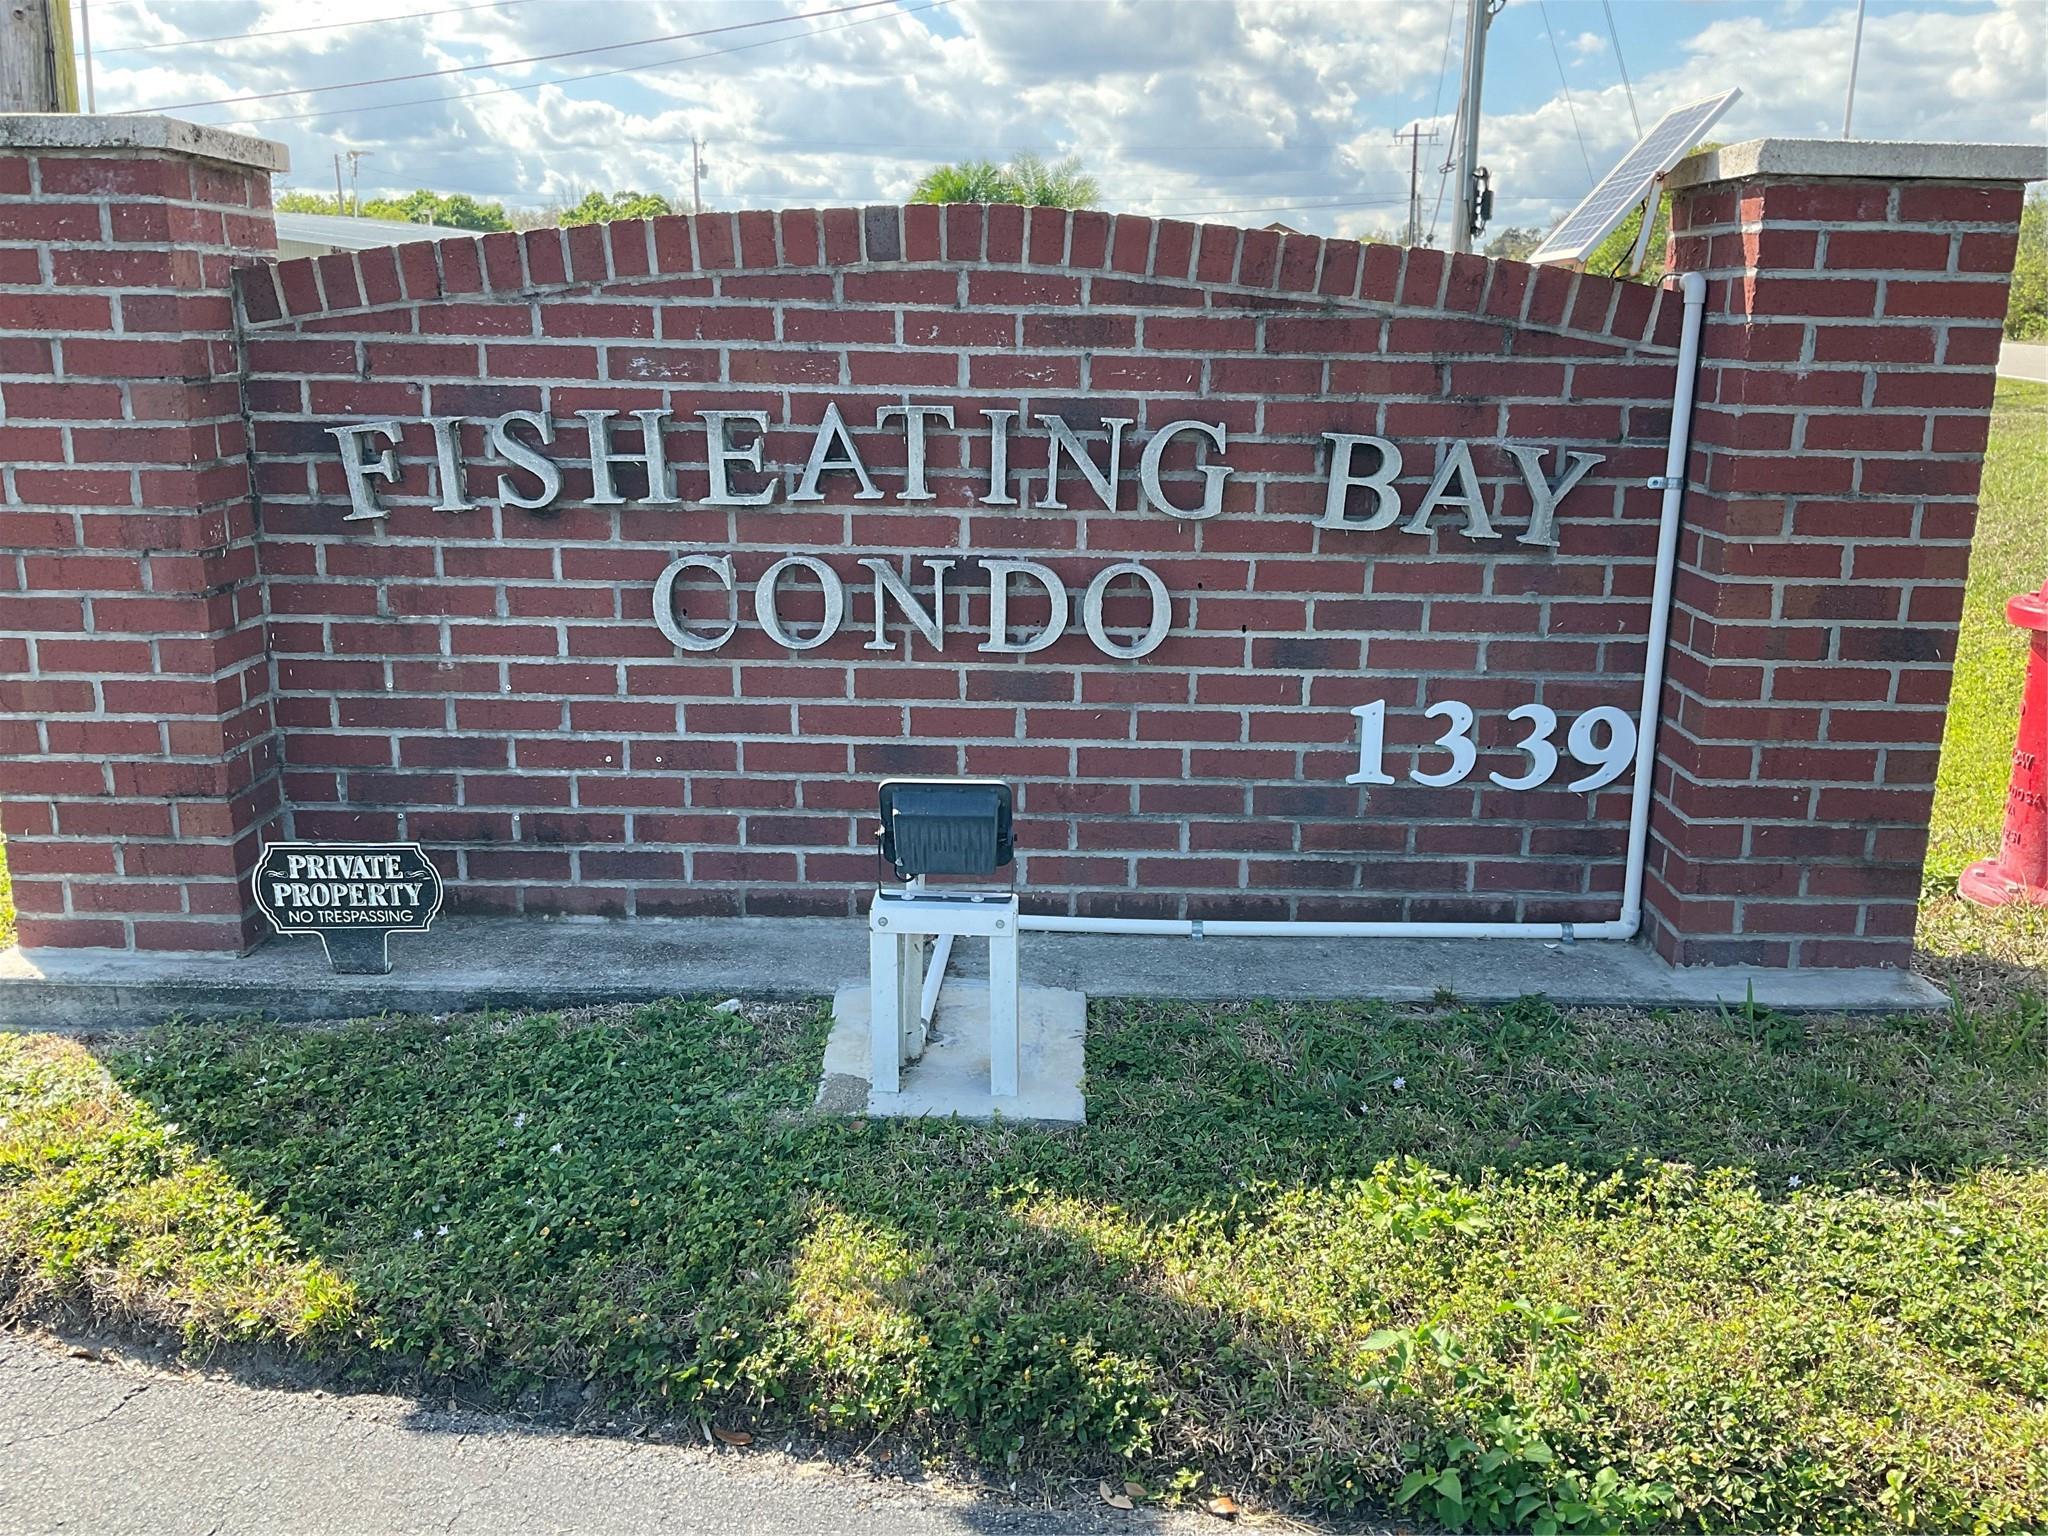 FISHEATING BAY
CONDO
1339
PRIVATE
PROPERTY
NO TRESPASSING